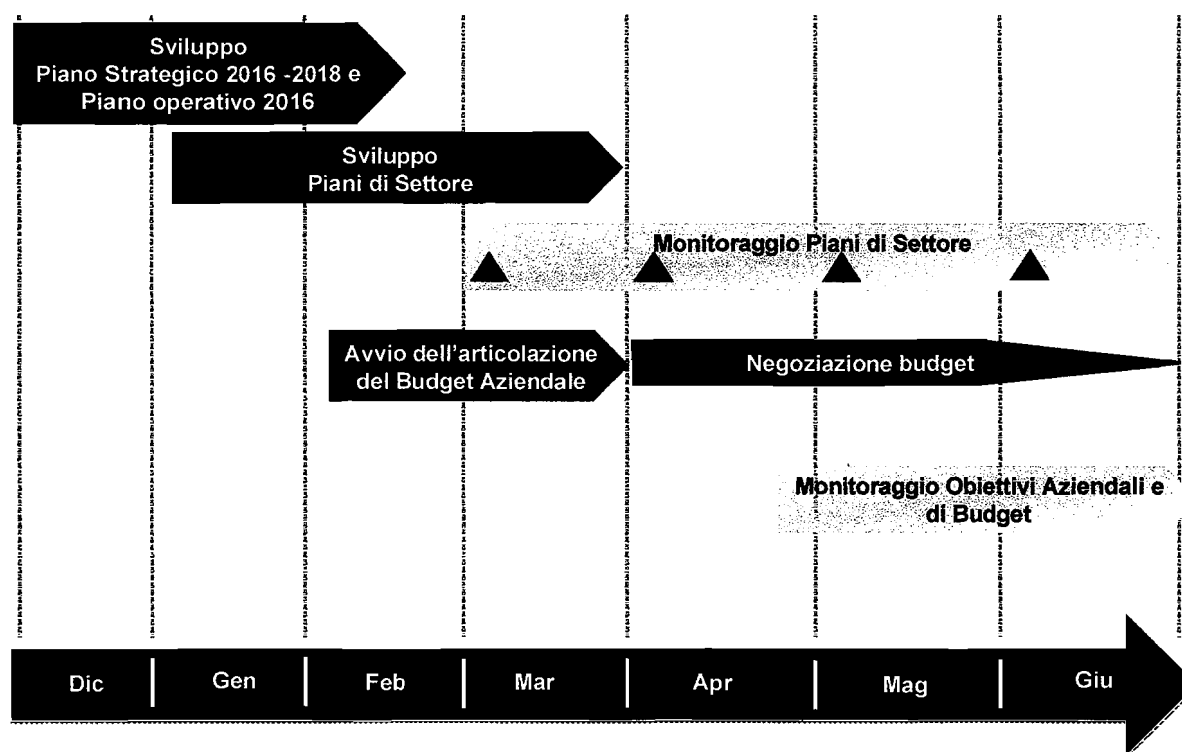 Sviluppo
Piano Strategico 2016 -2018 e
Piano operativo 2016
Sviluppo
Piani di Settore
Monitoraggio Piani di Settore
Avvio dell'articolazione
del Budget Aziendale
Negoziazione budget
Monitoraggio Obiettivi Aziendali e
di Budget
Dic
Gen
Feb
Mar
Apr
Mag
Giu